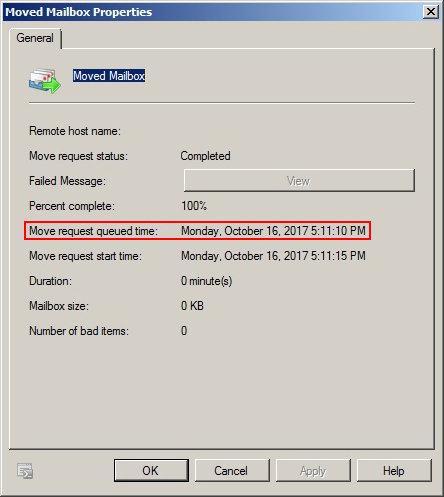 Moved Mailbox Properties
General
Moved Mailbox
Remote host name:
Move request status: Completed
Failed Message: View
Percent complete: 100%
Move request queued time: Monday, October 16, 2017 5:11:10 PM
Move request start time: Monday, October 16, 2017 5:11:15 PM
Duration: 0 minute(s)
Mailbox size: 0 KB
Number of bad items: 0
OK Cancel Apply Help